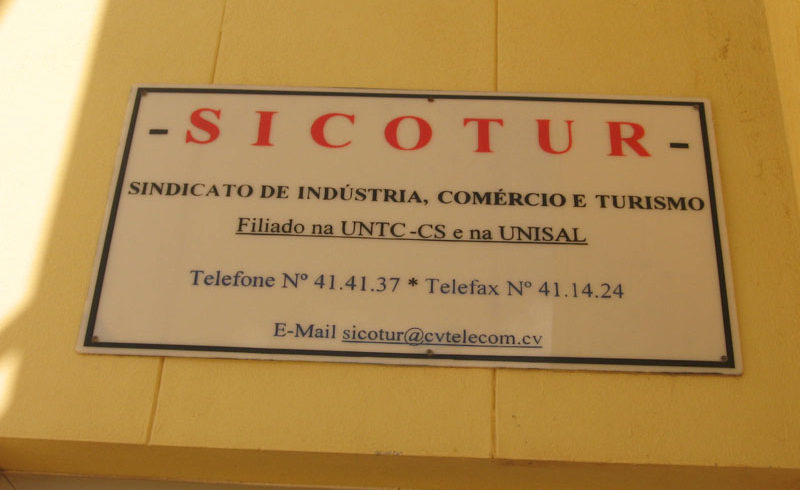 - SICOTUR -
SINDICATO DE INDÚSTRIA, COMÉRCIO E TURISMO
Filiado na UNTC-CS e na UNISAL
Telefone Nº 41.41.37 * Telefax Nº 41.14.24
E-Mail sicotur@cvtelecom.cv